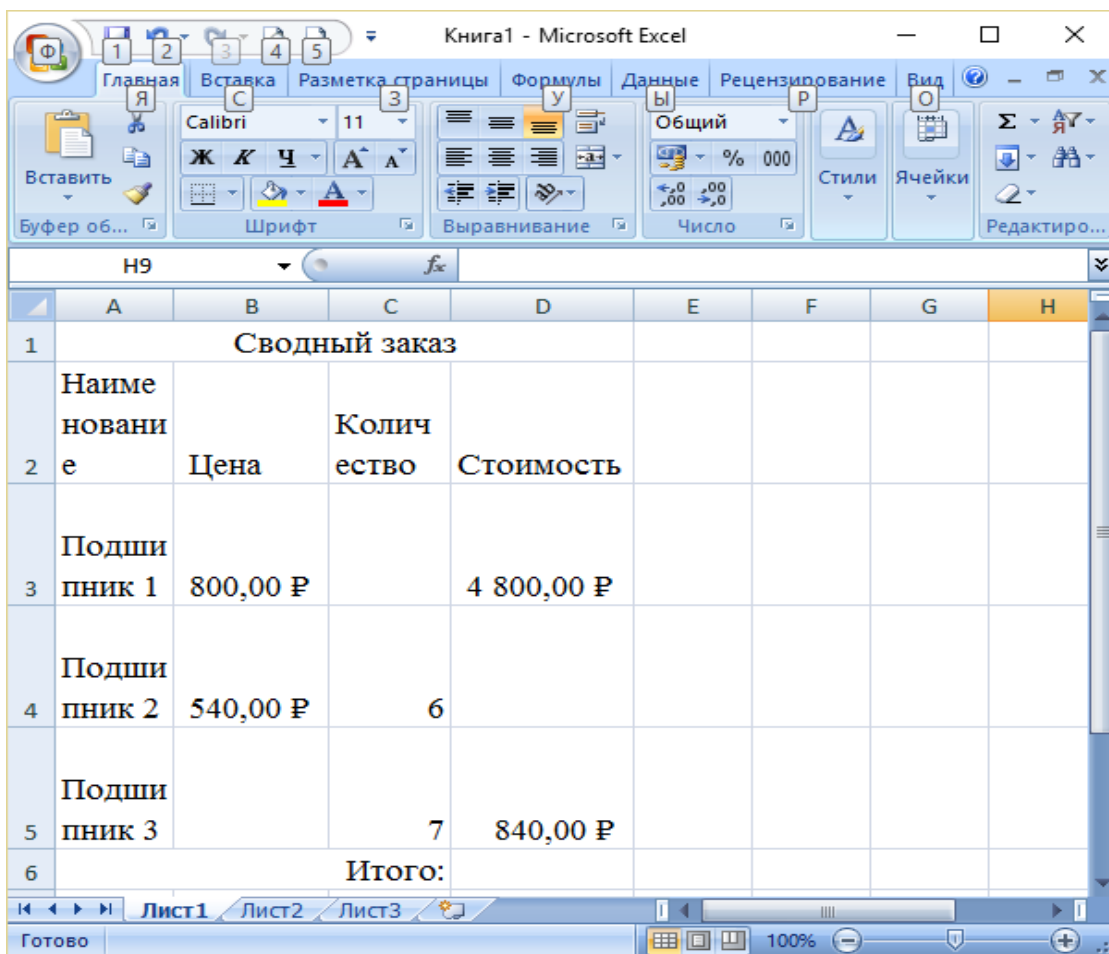 Книга1 - Microsoft Excel
Ф 1 2 3 4 5
Главная Вставка Разметка страницы Формулы Данные Рецензирование Вид
Я С З У Ы Р О
Вставить
Calibri 11
Ж К Ч
Общий
% 000
Стили
Ячейки
Буфер об... Шрифт Выравнивание Число Редактиро...
H9 fx
A B C D E F G H
1 Сводный заказ
2 Наиме
новани
е Цена Колич
ество Стоимость
3 Подши
пник 1 800,00 ₽ 4 800,00 ₽
4 Подши
пник 2 540,00 ₽ 6
5 Подши
пник 3 7 840,00 ₽
6 Итого:
Лист1 Лист2 Лист3
Готово 100%